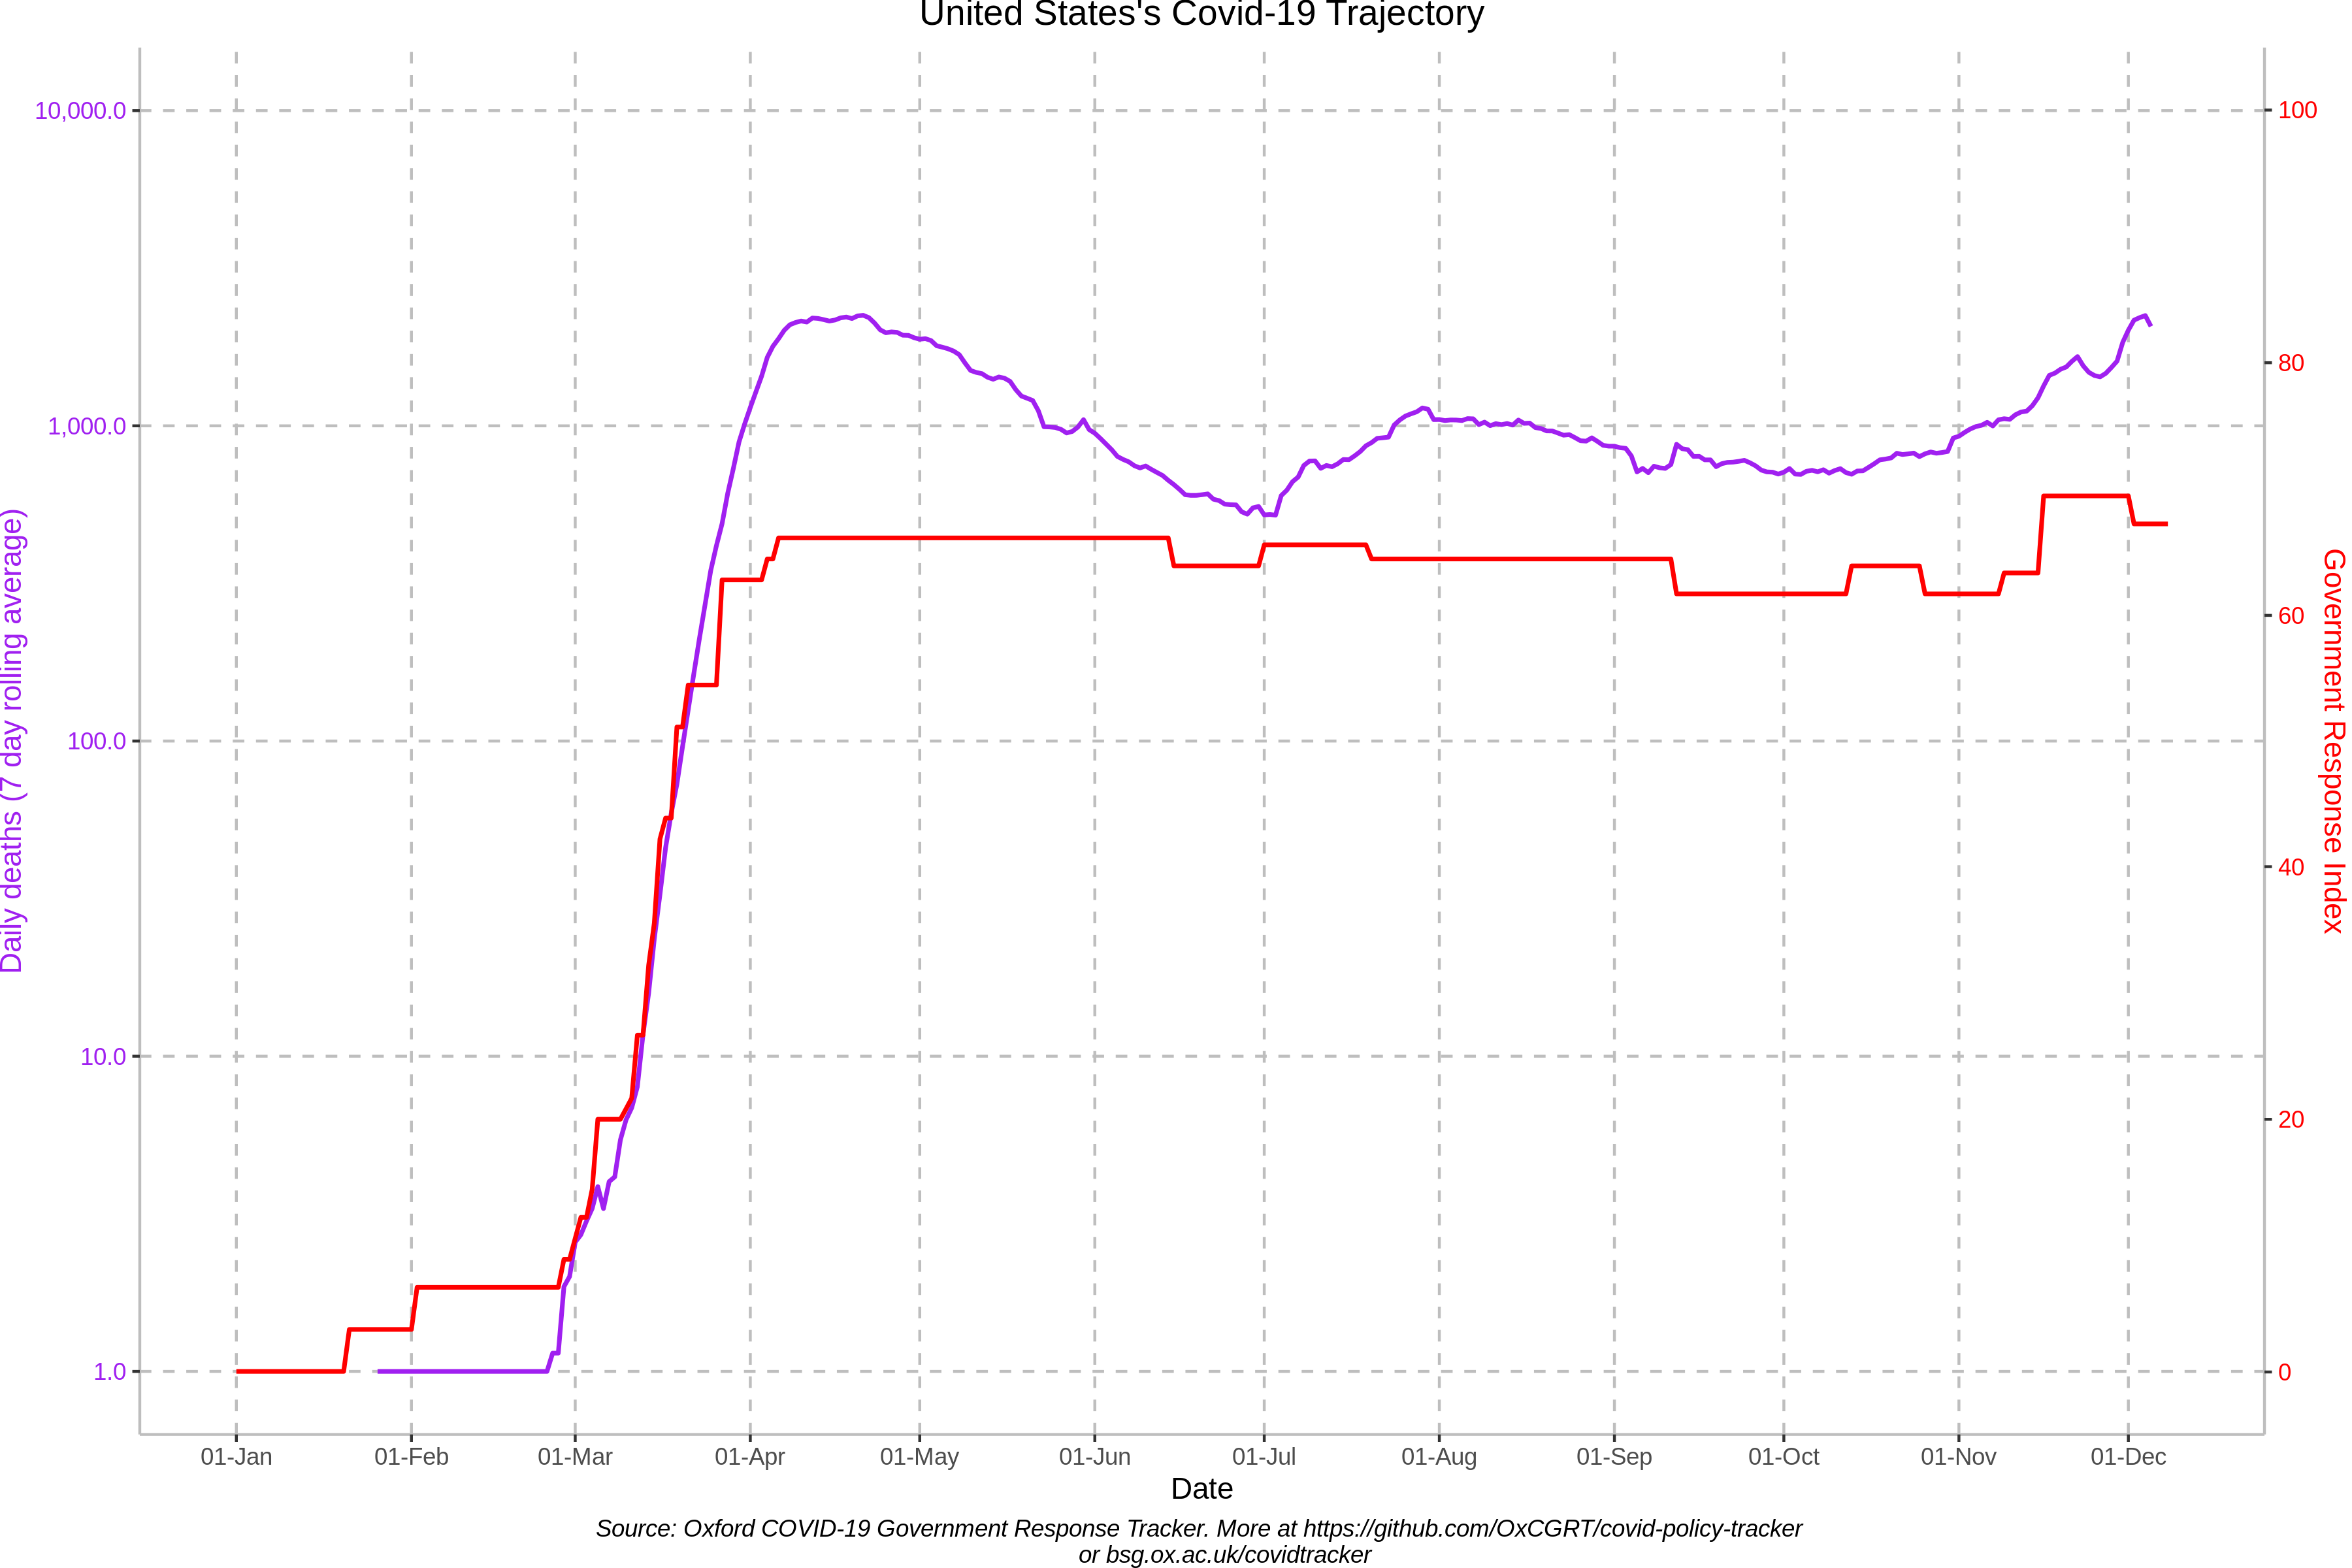 United States's Covid-19 Trajectory
10,000.0
1,000.0
100.0
10.0
1.0
Daily deaths (7 day rolling average)
100
80
60
40
20
0
Government Response Index
01-Jan 01-Feb 01-Mar 01-Apr 01-May 01-Jun 01-Jul 01-Aug 01-Sep 01-Oct 01-Nov 01-Dec
Date
Source: Oxford COVID-19 Government Response Tracker. More at https://github.com/OxCGRT/covid-policy-tracker
or bsg.ox.ac.uk/covidtracker